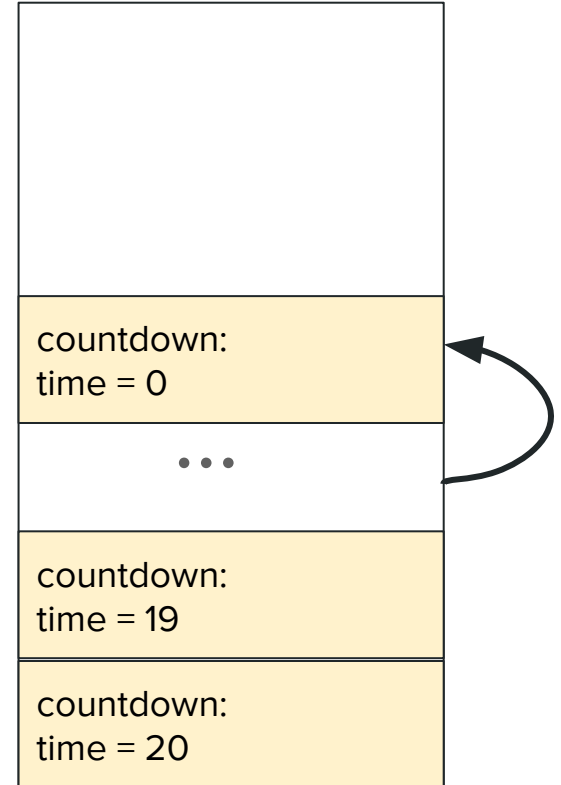 countdown:
time = 0
...
countdown:
time = 19
countdown:
time = 20